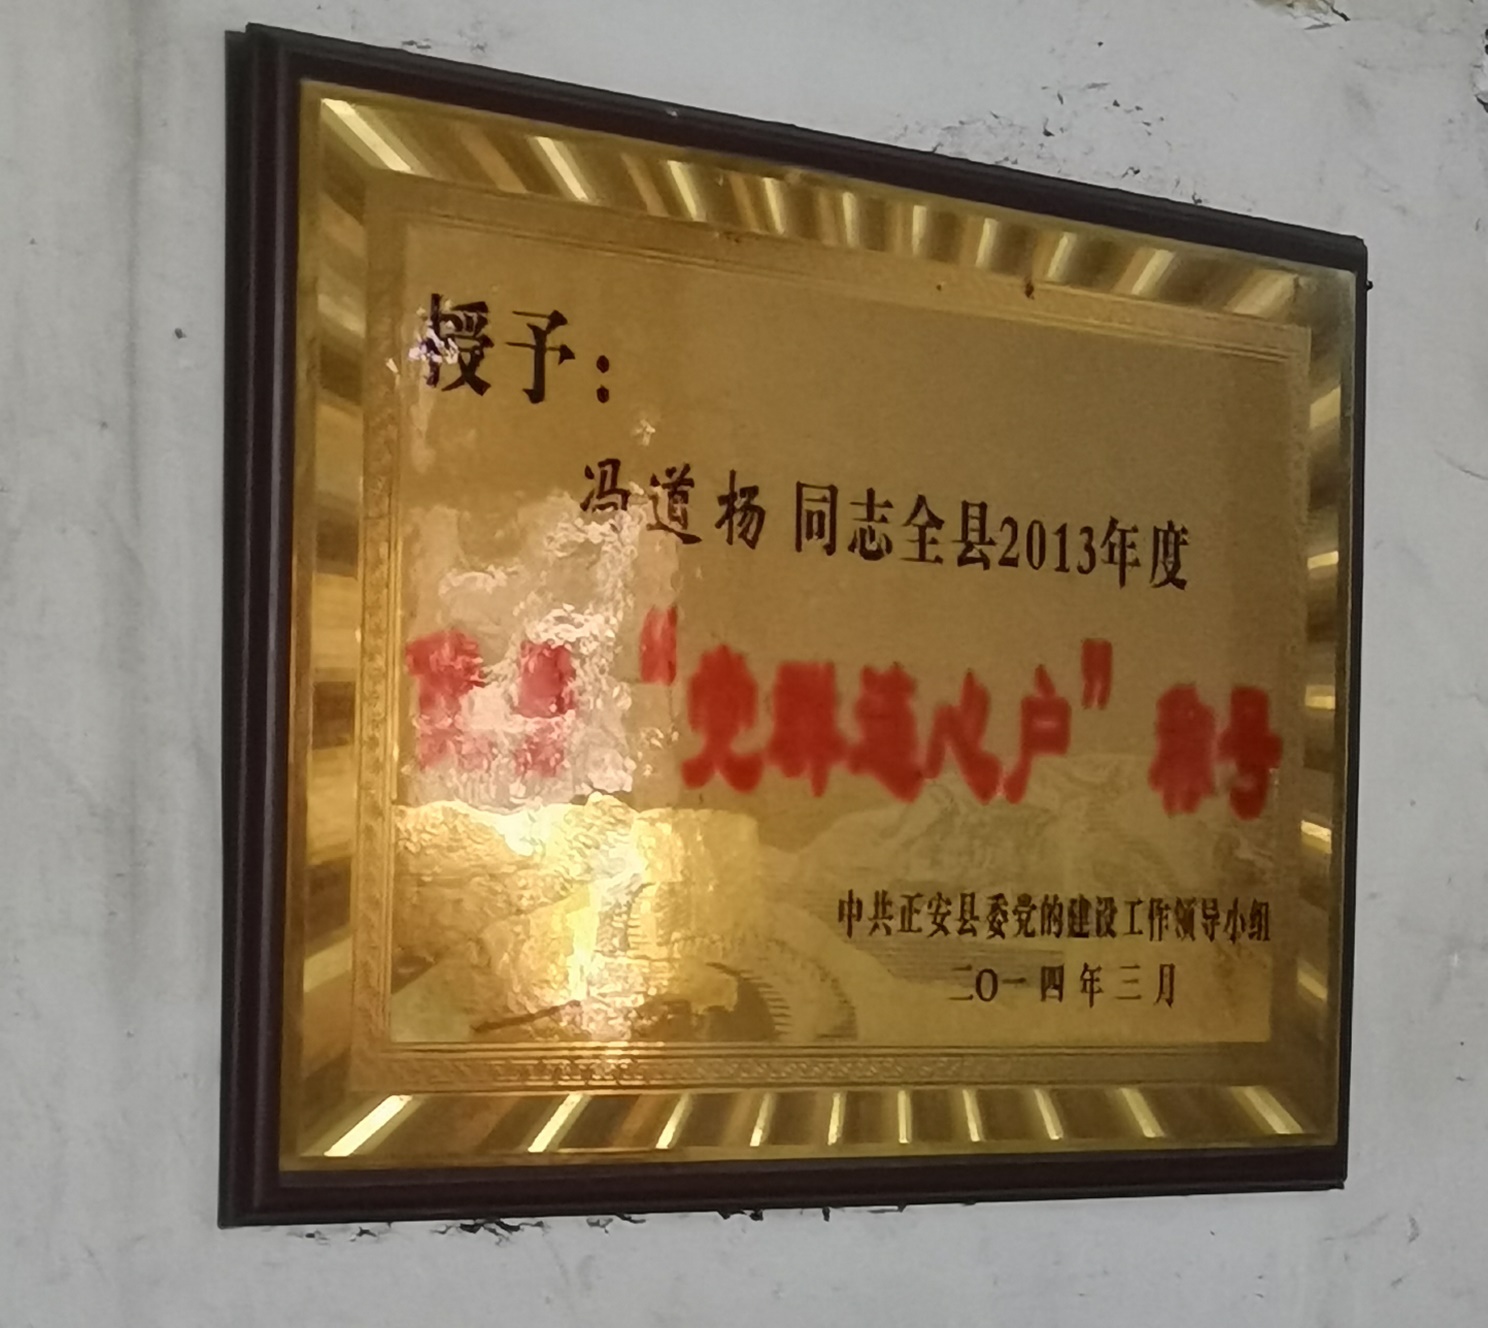 授予：
冯道杨 同志全县2013年度
“党群连心户” 称号
中共正安县委党的建设工作领导小组
二〇一四年三月